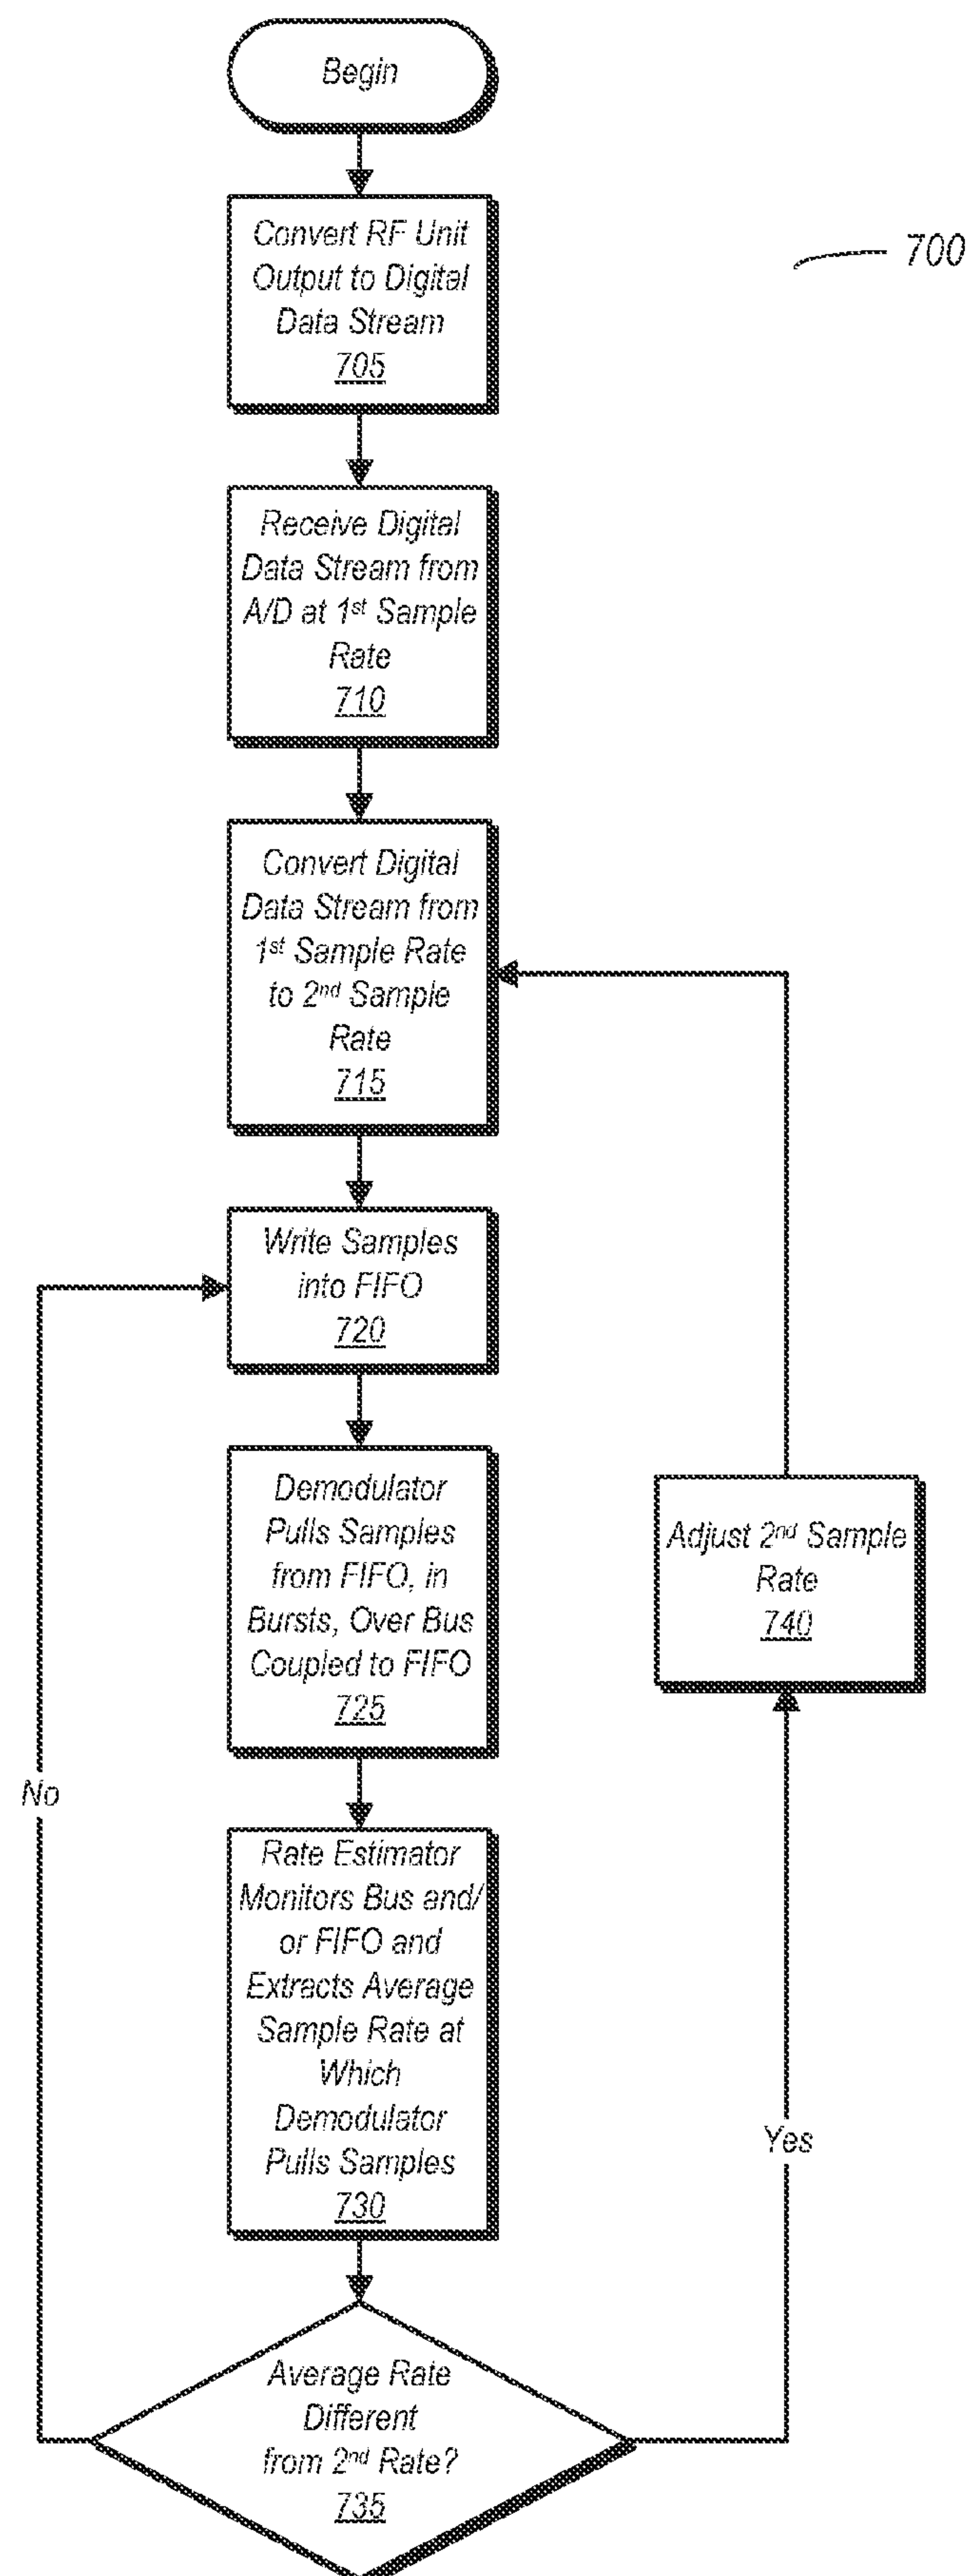 Begin
700
Convert RF Unit
Output to Digital
Data Stream
705
Receive Digital
Data Stream from
A/D at 1st Sample
Rate
710
Convert Digital
Data Stream from
1st Sample Rate
to 2nd Sample
Rate
715
Write Samples
into FIFO
720
Demodulator
Pulls Samples
from FIFO, in
Bursts, Over Bus
Coupled to FIFO
725
Adjust 2nd Sample
Rate
740
No
Rate Estimator
Monitors Bus and/
or FIFO and
Extracts Average
Sample Rate at
Which
Demodulator
Pulls Samples
730
Yes
Average Rate
Different
from 2nd Rate?
735